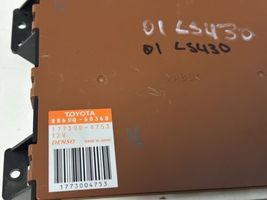 01 LS430
01 LS430
TOYOTA
88650-50360
177300-4753
12V
DENSO MADE IN JAPAN
1773004753